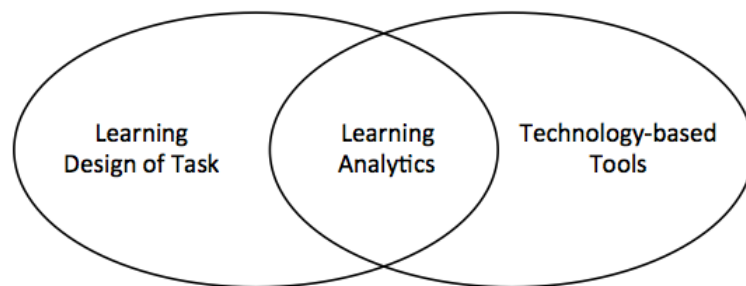 Learning
Design of Task
Learning
Analytics
Technology-based
Tools